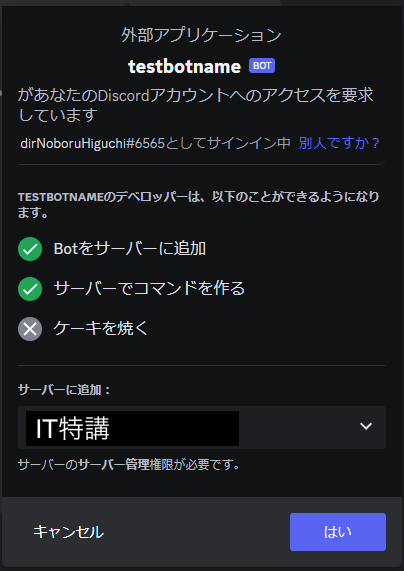 外部アプリケーション
testbotname BOT
があなたのDiscordアカウントへのアクセスを要求
しています
dirNoboruHiguchi#6565としてサインイン中 別人ですか？
TESTBOTNAMEのデベロッパーは、以下のことができるようになり
ます。
Botをサーバーに追加
サーバーでコマンドを作る
ケーキを焼く
サーバーに追加：
IT特講
サーバーのサーバー管理権限が必要です。
キャンセル はい